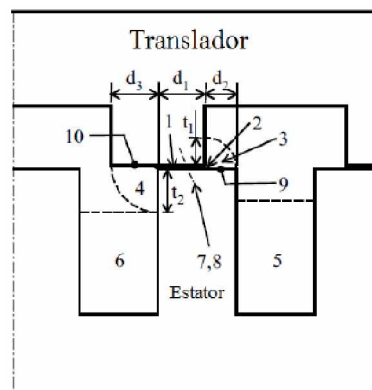 Translador
d₃ d₁ d₂
t₁
10 1 2
3
4
t₂
9
6 7,8 5
Estator